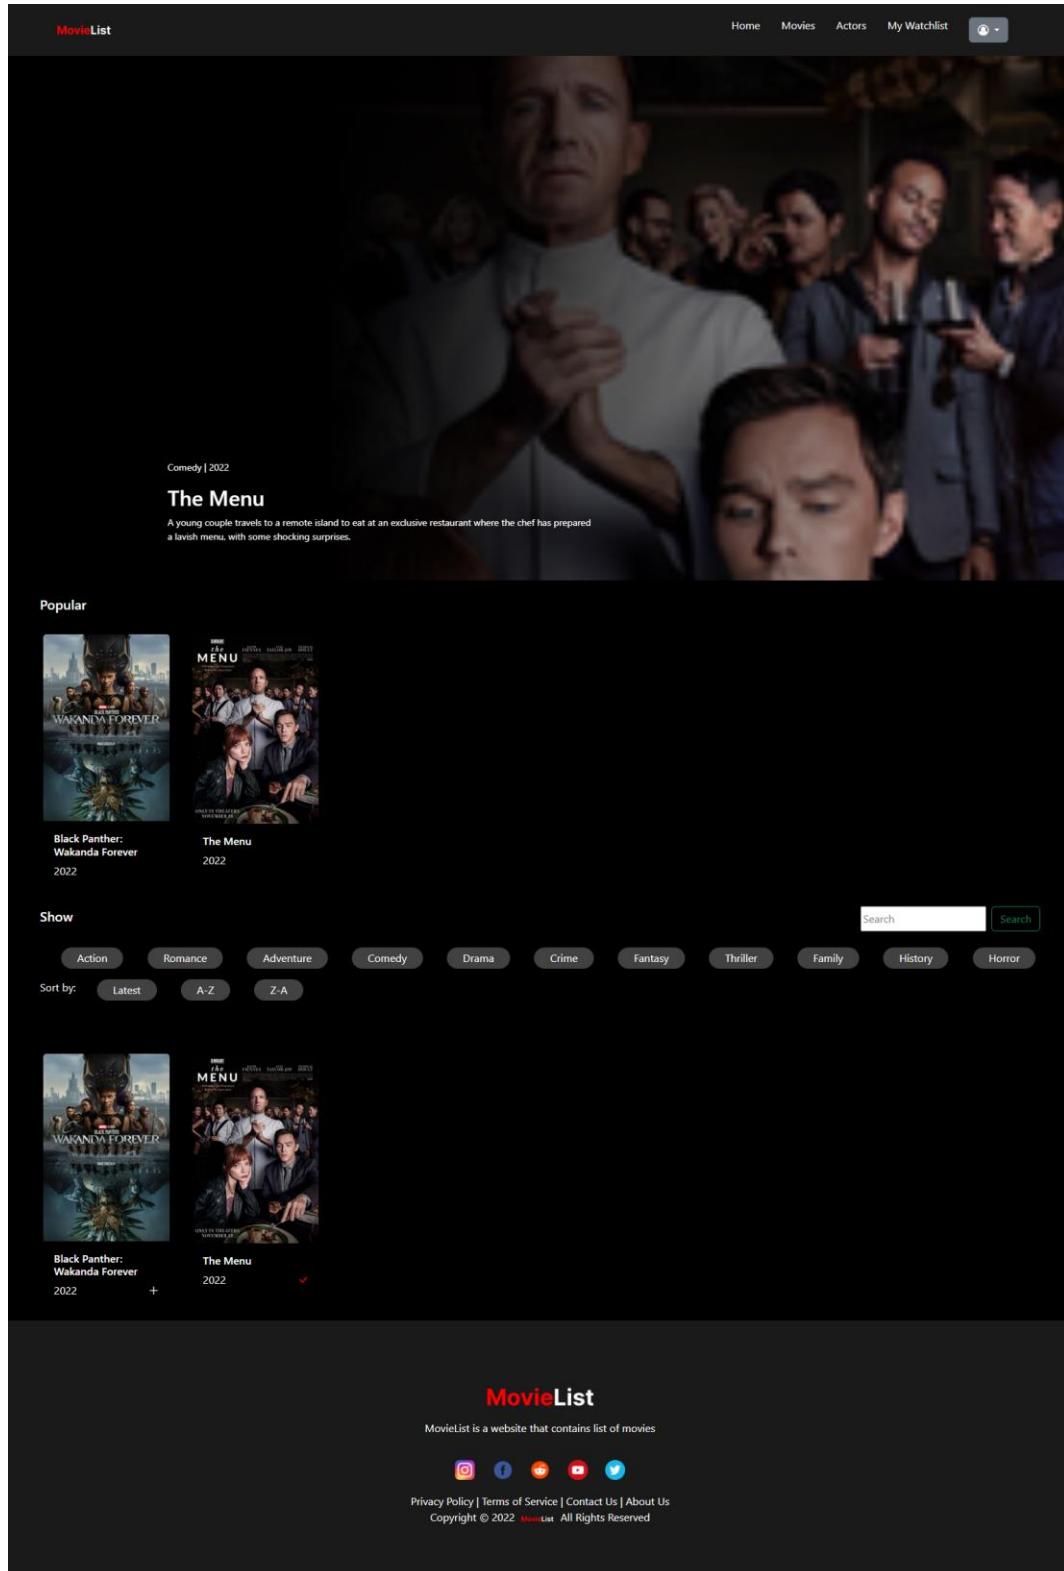 MovieList
Home Movies Actors My Watchlist
Comedy | 2022
The Menu
A young couple travels to a remote island to eat at an exclusive restaurant where the chef has prepared
a lavish menu, with some shocking surprises.
Popular
WAKANDA FOREVER
the
MENU
Black Panther:
Wakanda Forever
2022
The Menu
2022
Show
Search
Search
Action Romance Adventure Comedy Drama Crime Fantasy Thriller Family History Horror
Sort by: Latest A-Z Z-A
WAKANDA FOREVER
the
MENU
Black Panther:
Wakanda Forever
2022 +
The Menu
2022
MovieList
MovieList is a website that contains list of movies
Privacy Policy | Terms of Service | Contact Us | About Us
Copyright © 2022 MovieList All Rights Reserved